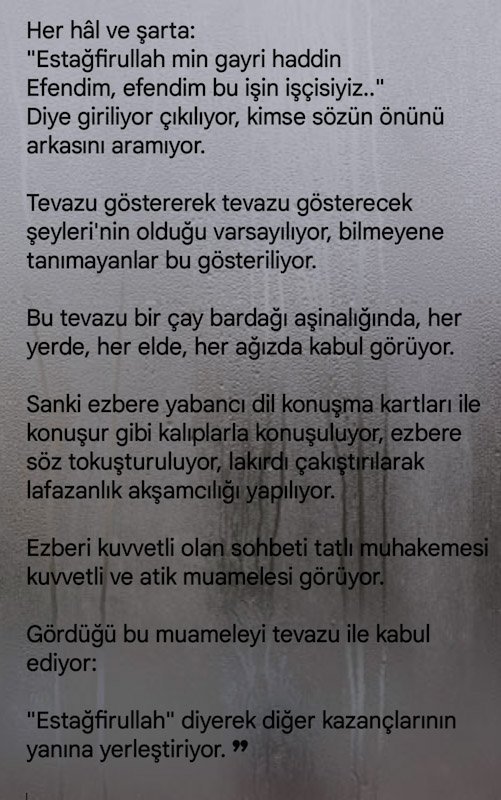 Her hâl ve şarta:
"Estağfirullah min gayri haddin
Efendim, efendim bu işin işçisiyiz.."
Diye giriliyor çıkılıyor, kimse sözün önünü
arkasını aramıyor.
Tevazu göstererek tevazu gösterecek
şeyleri'nin olduğu varsayılıyor, bilmeyene
tanımayanlar bu gösteriliyor.
Bu tevazu bir çay bardağı aşinalığında, her
yerde, her elde, her ağızda kabul görüyor.
Sanki ezbere yabancı dil konuşma kartları ile
konuşur gibi kalıplarla konuşuluyor, ezbere
söz tokuşturuluyor, lakırdı çakıştırılarak
lafazanlık akşamcılığı yapılıyor.
Ezberi kuvvetli olan sohbeti tatlı muhakemesi
kuvvetli ve atik muamelesi görüyor.
Gördüğü bu muameleyi tevazu ile kabul
ediyor:
"Estağfirullah" diyerek diğer kazançlarının
yanına yerleştiriyor. ❞